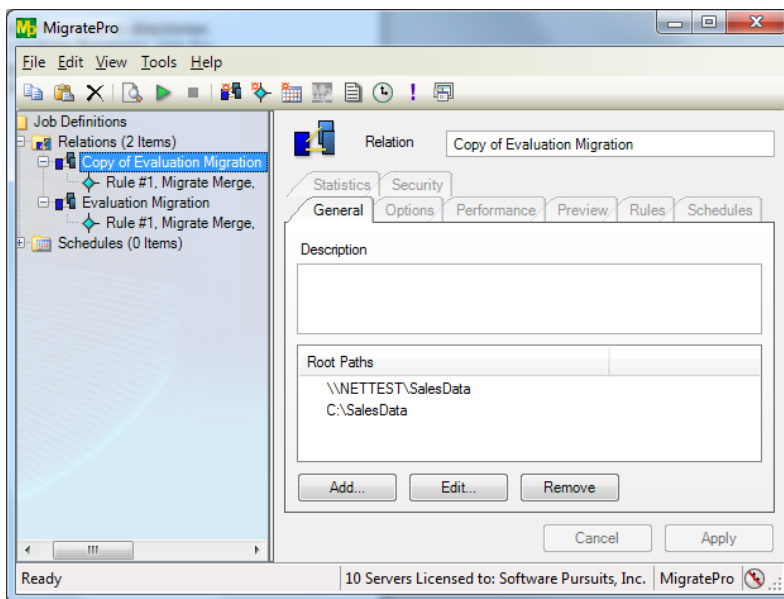 MigratePro
File Edit View Tools Help
Job Definitions
Relations (2 Items)
Copy of Evaluation Migration
Rule #1, Migrate Merge,
Evaluation Migration
Rule #1, Migrate Merge,
Schedules (0 Items)
Relation Copy of Evaluation Migration
Statistics Security
General Options Performance Preview Rules Schedules
Description
Root Paths
\\NETTEST\SalesData
C:\SalesData
Add... Edit... Remove
Cancel Apply
Ready 10 Servers Licensed to: Software Pursuits, Inc. MigratePro